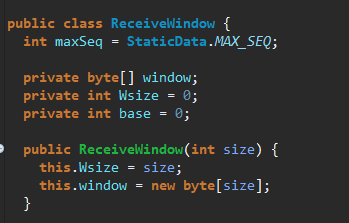 public class ReceiveWindow {
int maxSeq = StaticData.MAX_SEQ;
private byte[] window;
private int Wsize = 0;
private int base = 0;
public ReceiveWindow(int size) {
this.Wsize = size;
this.window = new byte[size];
}